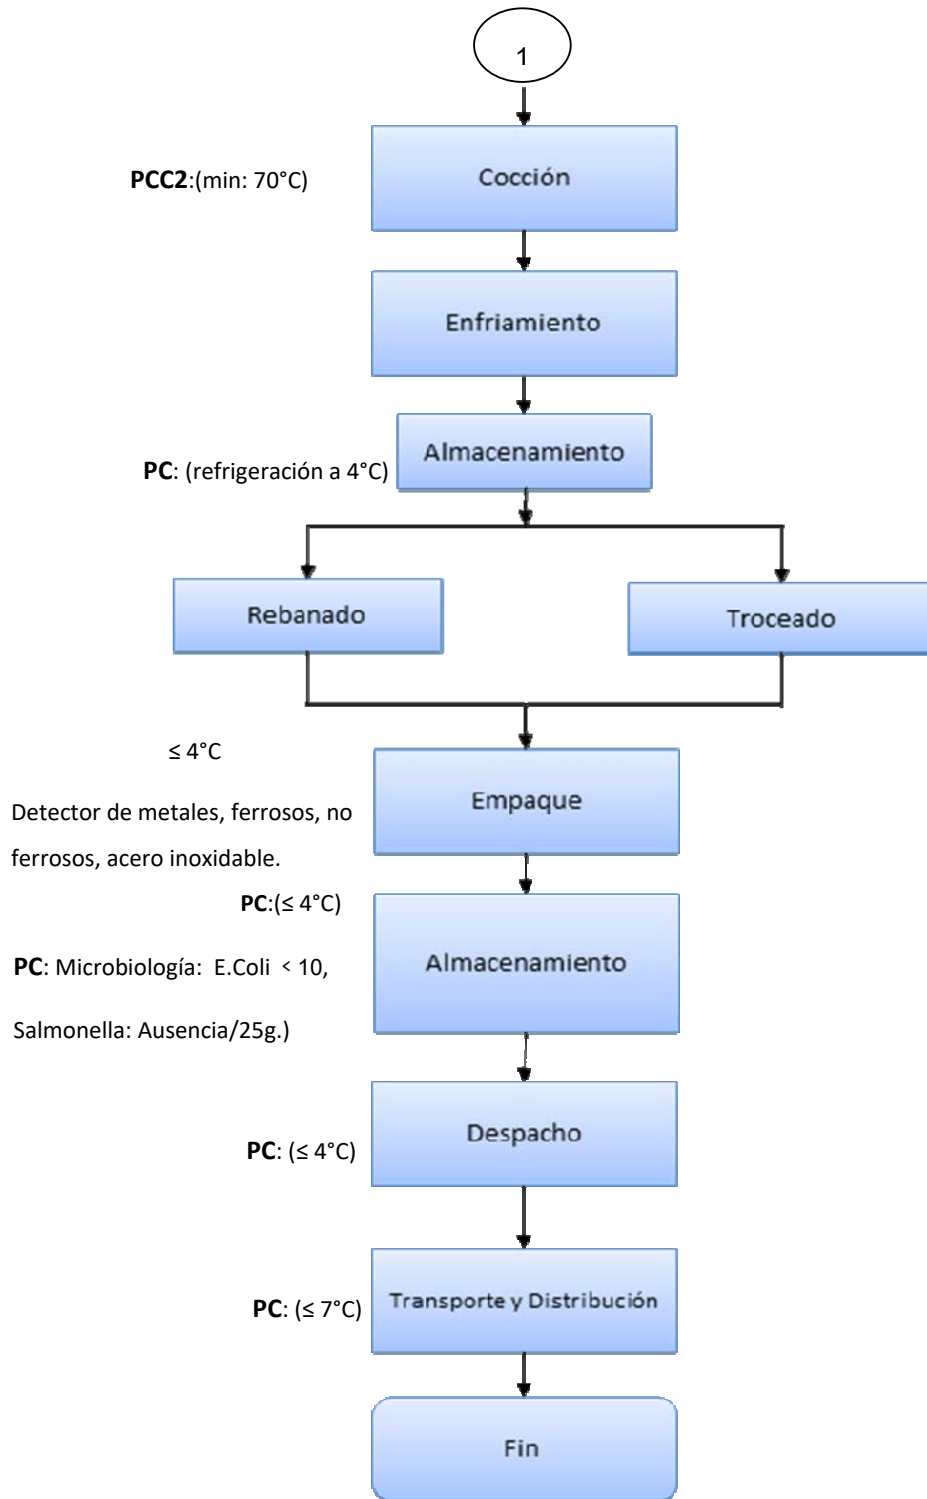 1
PCC2:(min: 70°C)
Cocción
Enfriamiento
Almacenamiento
PC: (refrigeración a 4°C)
Rebanado
Troceado
≤ 4°C
Empaque
Detector de metales, ferrosos, no
ferrosos, acero inoxidable.
PC:(≤ 4°C)
Almacenamiento
PC: Microbiología: E.Coli < 10,
Salmonella: Ausencia/25g.)
Despacho
PC: (≤ 4°C)
Transporte y Distribución
PC: (≤ 7°C)
Fin